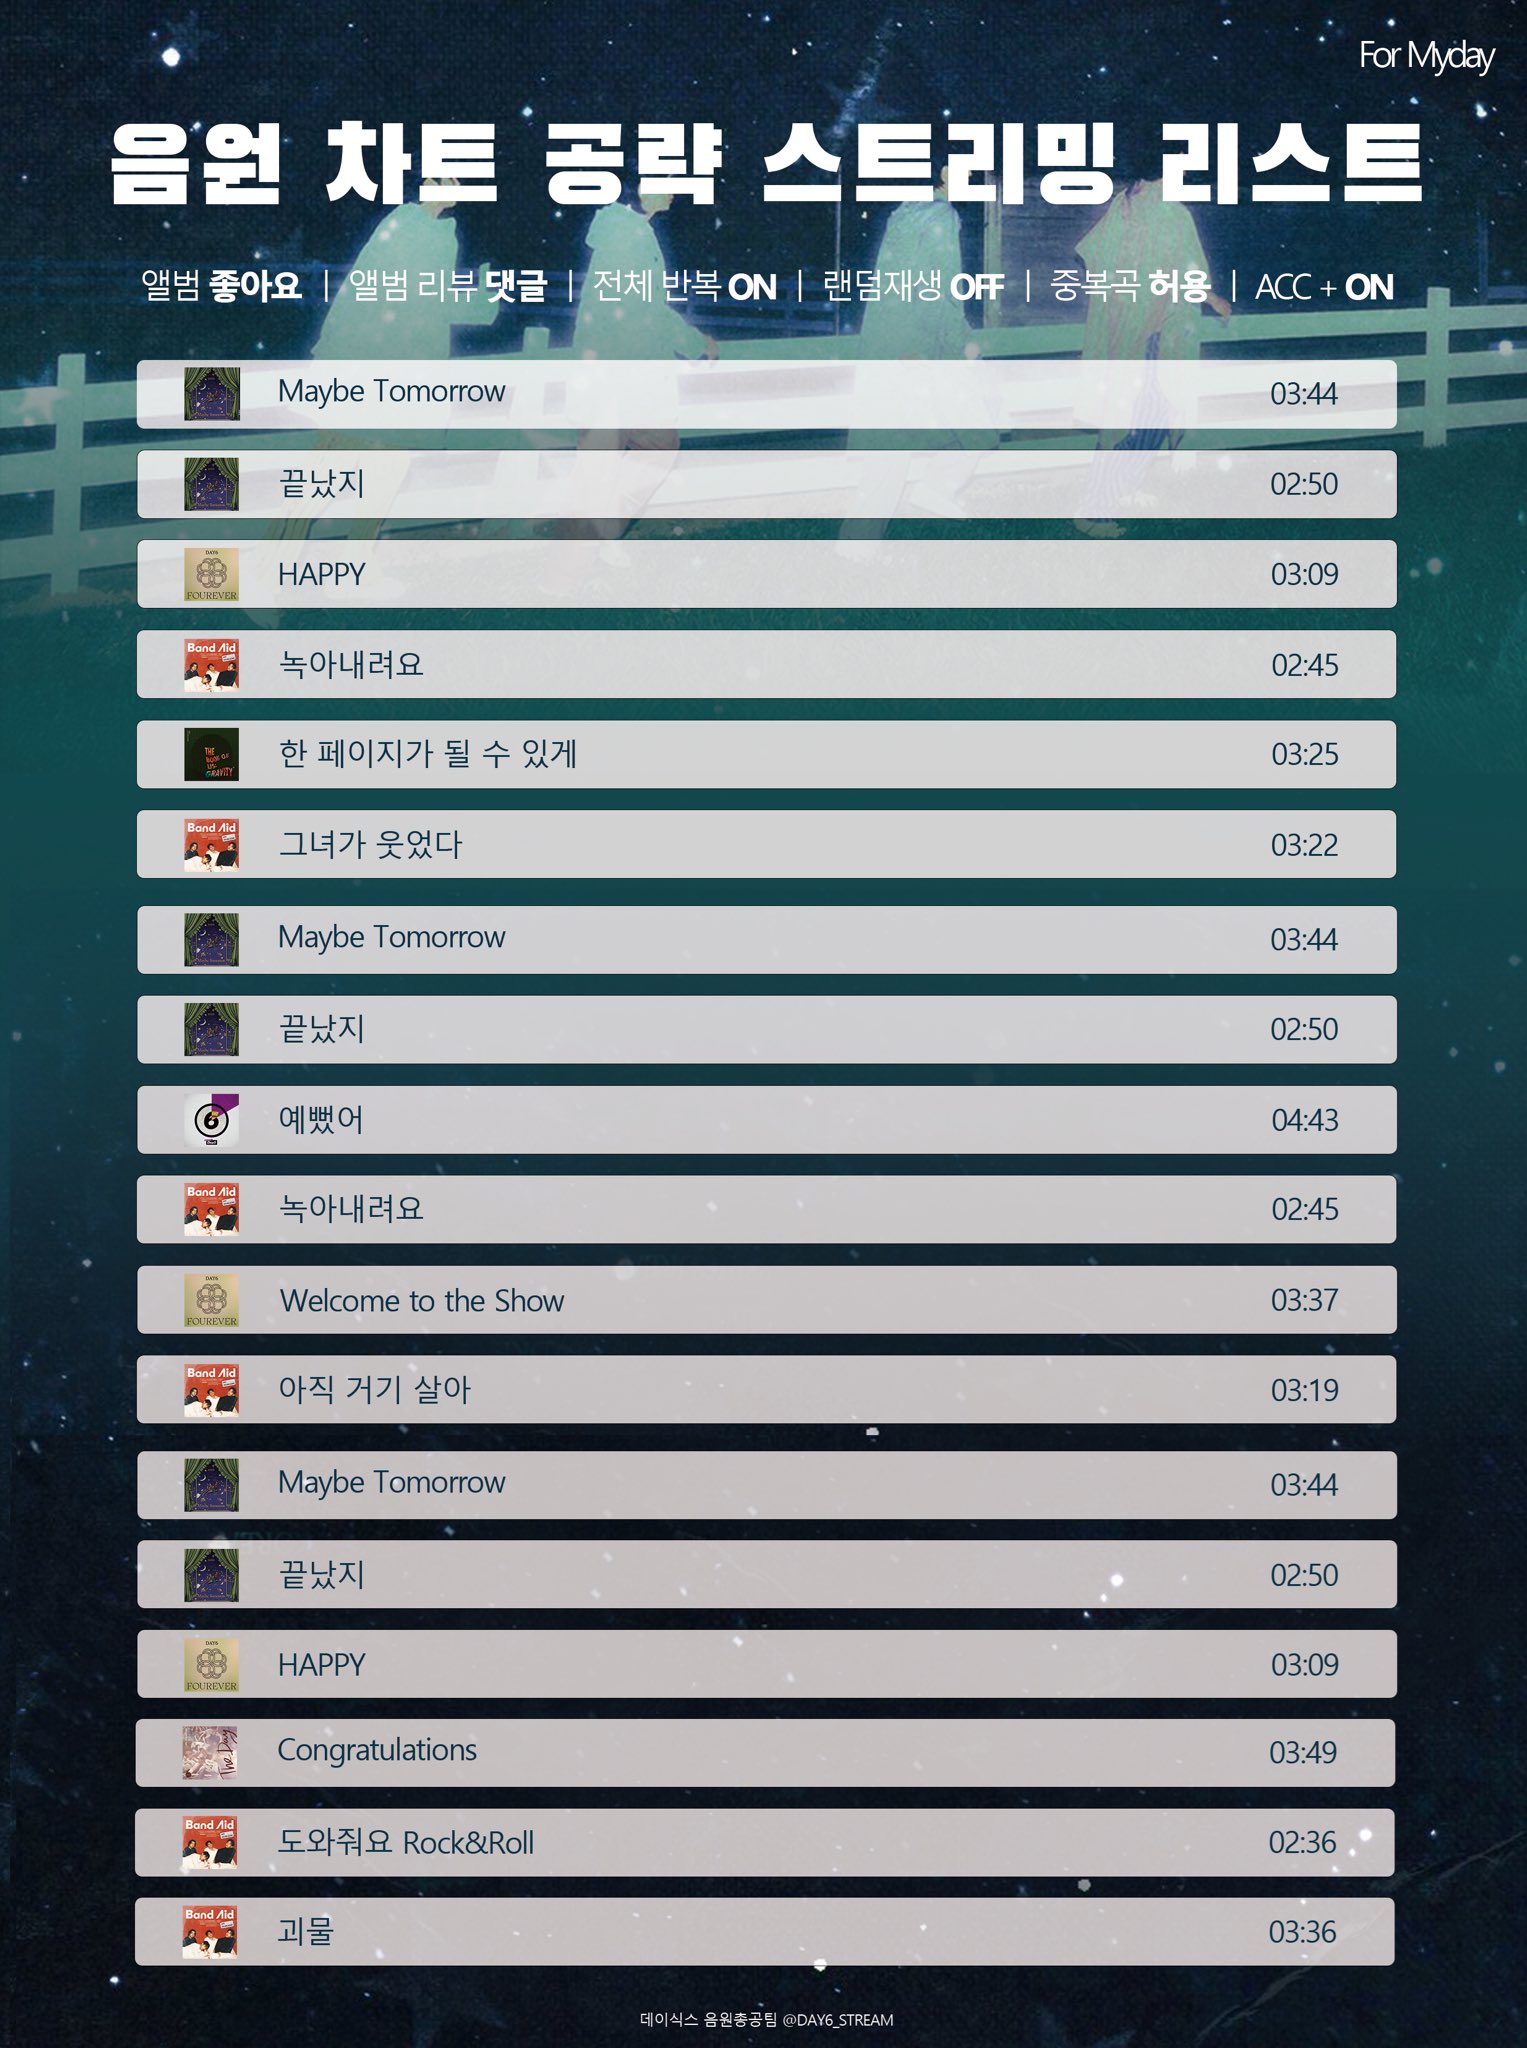 For Myday
음원 차트 공략 스트리밍 리스트
앨범 좋아요 | 앨범 리뷰 댓글 | 전체 반복 ON | 랜덤재생 OFF | 중복곡 허용 | ACC + ON
Maybe Tomorrow 03:44
끝났지 02:50
DAY6
FOUREVER
HAPPY 03:09
Band Aid
녹아내려요 02:45
THE BOOK OF US: GRAVITY
한 페이지가 될 수 있게 03:25
Band Aid
그녀가 웃었다 03:22
Maybe Tomorrow 03:44
끝났지 02:50
6
예뻤어 04:43
Band Aid
녹아내려요 02:45
DAY6
FOUREVER
Welcome to the Show 03:37
Band Aid
아직 거기 살아 03:19
Maybe Tomorrow 03:44
끝났지 02:50
DAY6
FOUREVER
HAPPY 03:09
The Day
Congratulations 03:49
Band Aid
도와줘요 Rock&Roll 02:36
Band Aid
괴물 03:36
데이식스 음원총공팀 @DAY6_STREAM